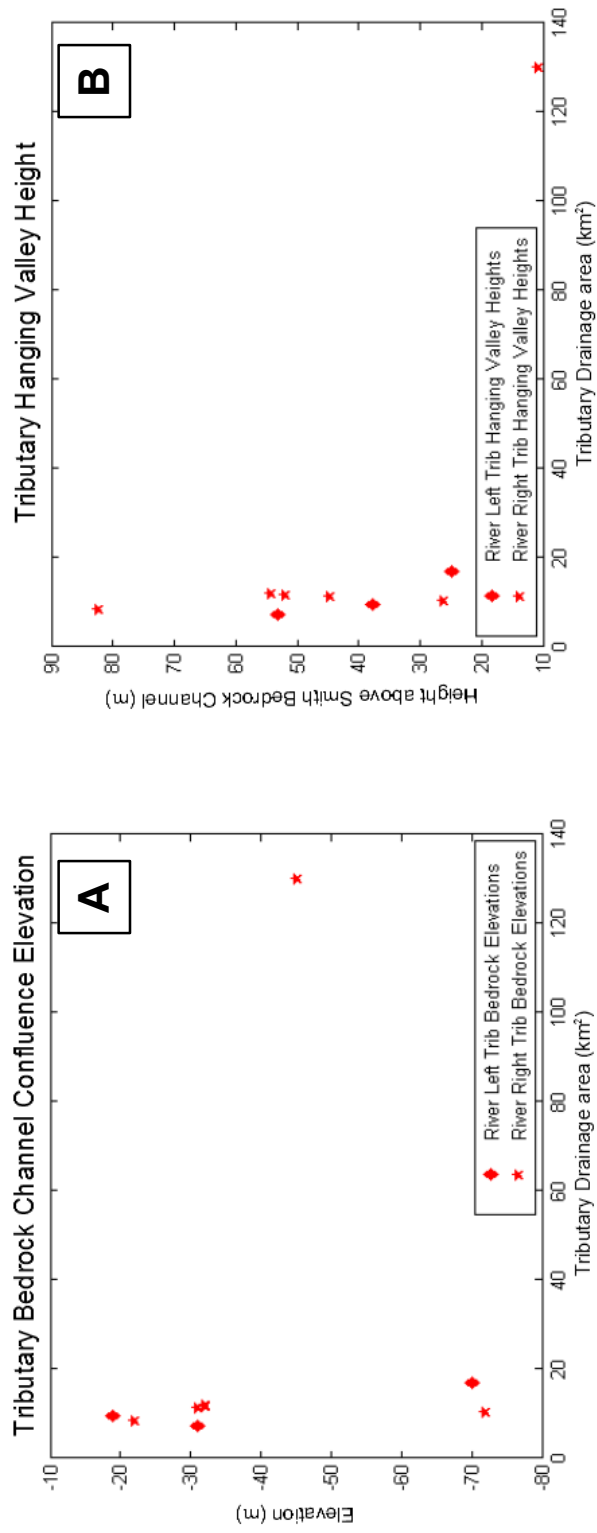 Tributary Bedrock Channel Confluence Elevation
A
-10
-20
-30
-40
-50
-60
-70
-80
Elevation (m)
0 20 40 60 80 100 120 140
Tributary Drainage area (km²)
River Left Trib Bedrock Elevations
River Right Trib Bedrock Elevations
Tributary Hanging Valley Height
B
90
80
70
60
50
40
30
20
10
Height above Smith Bedrock Channel (m)
0 20 40 60 80 100 120 140
Tributary Drainage area (km²)
River Left Trib Hanging Valley Heights
River Right Trib Hanging Valley Heights